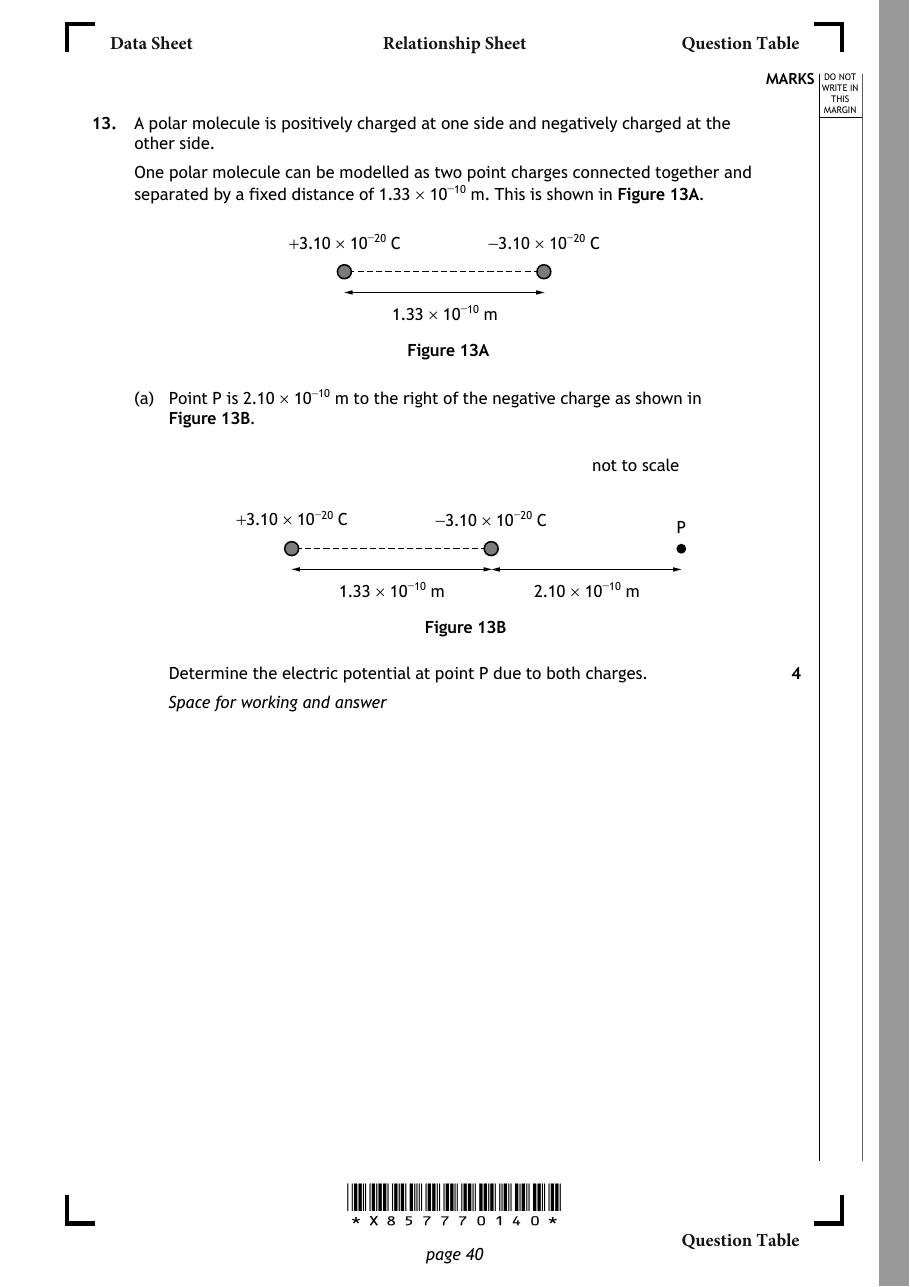 Data Sheet Relationship Sheet Question Table
MARKS
DO NOT
WRITE IN
THIS
MARGIN
13. A polar molecule is positively charged at one side and negatively charged at the
other side.
One polar molecule can be modelled as two point charges connected together and
separated by a fixed distance of 1.33 × 10⁻¹⁰ m. This is shown in Figure 13A.
+3.10 × 10⁻²⁰ C −3.10 × 10⁻²⁰ C
1.33 × 10⁻¹⁰ m
Figure 13A
(a) Point P is 2.10 × 10⁻¹⁰ m to the right of the negative charge as shown in
Figure 13B.
not to scale
+3.10 × 10⁻²⁰ C −3.10 × 10⁻²⁰ C
P
1.33 × 10⁻¹⁰ m 2.10 × 10⁻¹⁰ m
Figure 13B
Determine the electric potential at point P due to both charges. 4
Space for working and answer
* X 8 5 7 7 7 0 1 4 0 *
Question Table
page 40